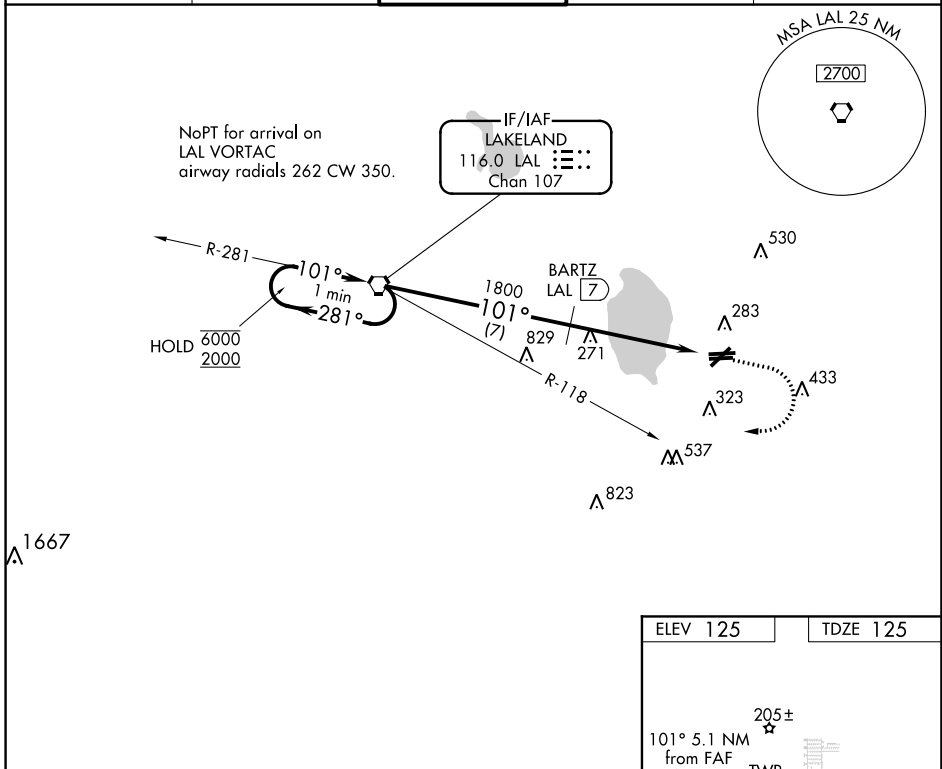 MSA LAL 25 NM
2700
NoPT for arrival on
LAL VORTAC
airway radials 262 CW 350.
IF/IAF
LAKELAND
116.0 LAL
Chan 107
530
R-281
101°
1 min
281°
HOLD 6000
2000
BARTZ
LAL 7
1800
101°
(7)
829
271
283
R-118
323
433
537
823
1667
ELEV 125
TDZE 125
205±
101° 5.1 NM
from FAF